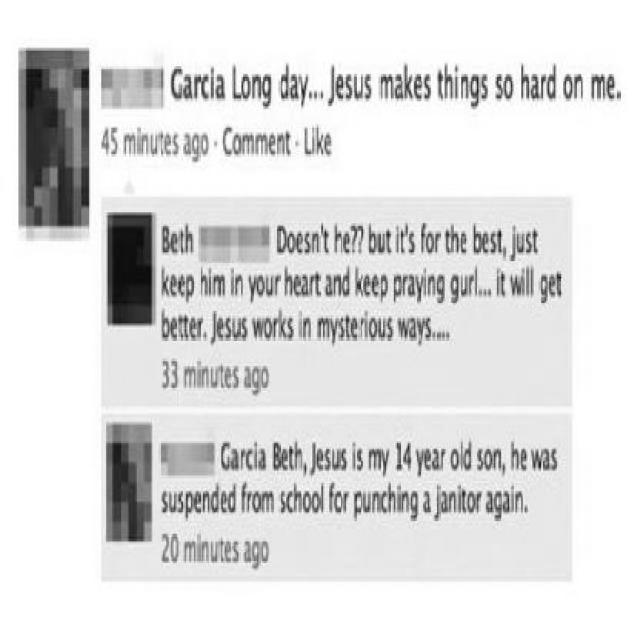 Garcia Long day... Jesus makes things so hard on me.
45 minutes ago · Comment · Like
Beth Doesn't he?? but it's for the best, just
keep him in your heart and keep praying gurl... it will get
better. Jesus works in mysterious ways....
33 minutes ago
Garcia Beth, Jesus is my 14 year old son, he was
suspended from school for punching a janitor again.
20 minutes ago